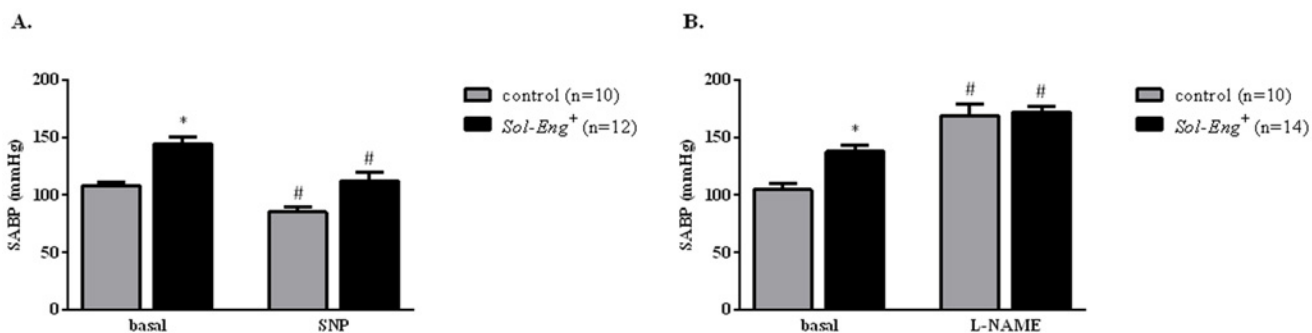 A.
200
150
100
50
0
SABP (mmHg)
*
#
#
basal
SNP
control (n=10)
Sol-Eng+ (n=12)
B.
200
150
100
50
0
SABP (mmHg)
*
#
#
basal
L-NAME
control (n=10)
Sol-Eng+ (n=14)